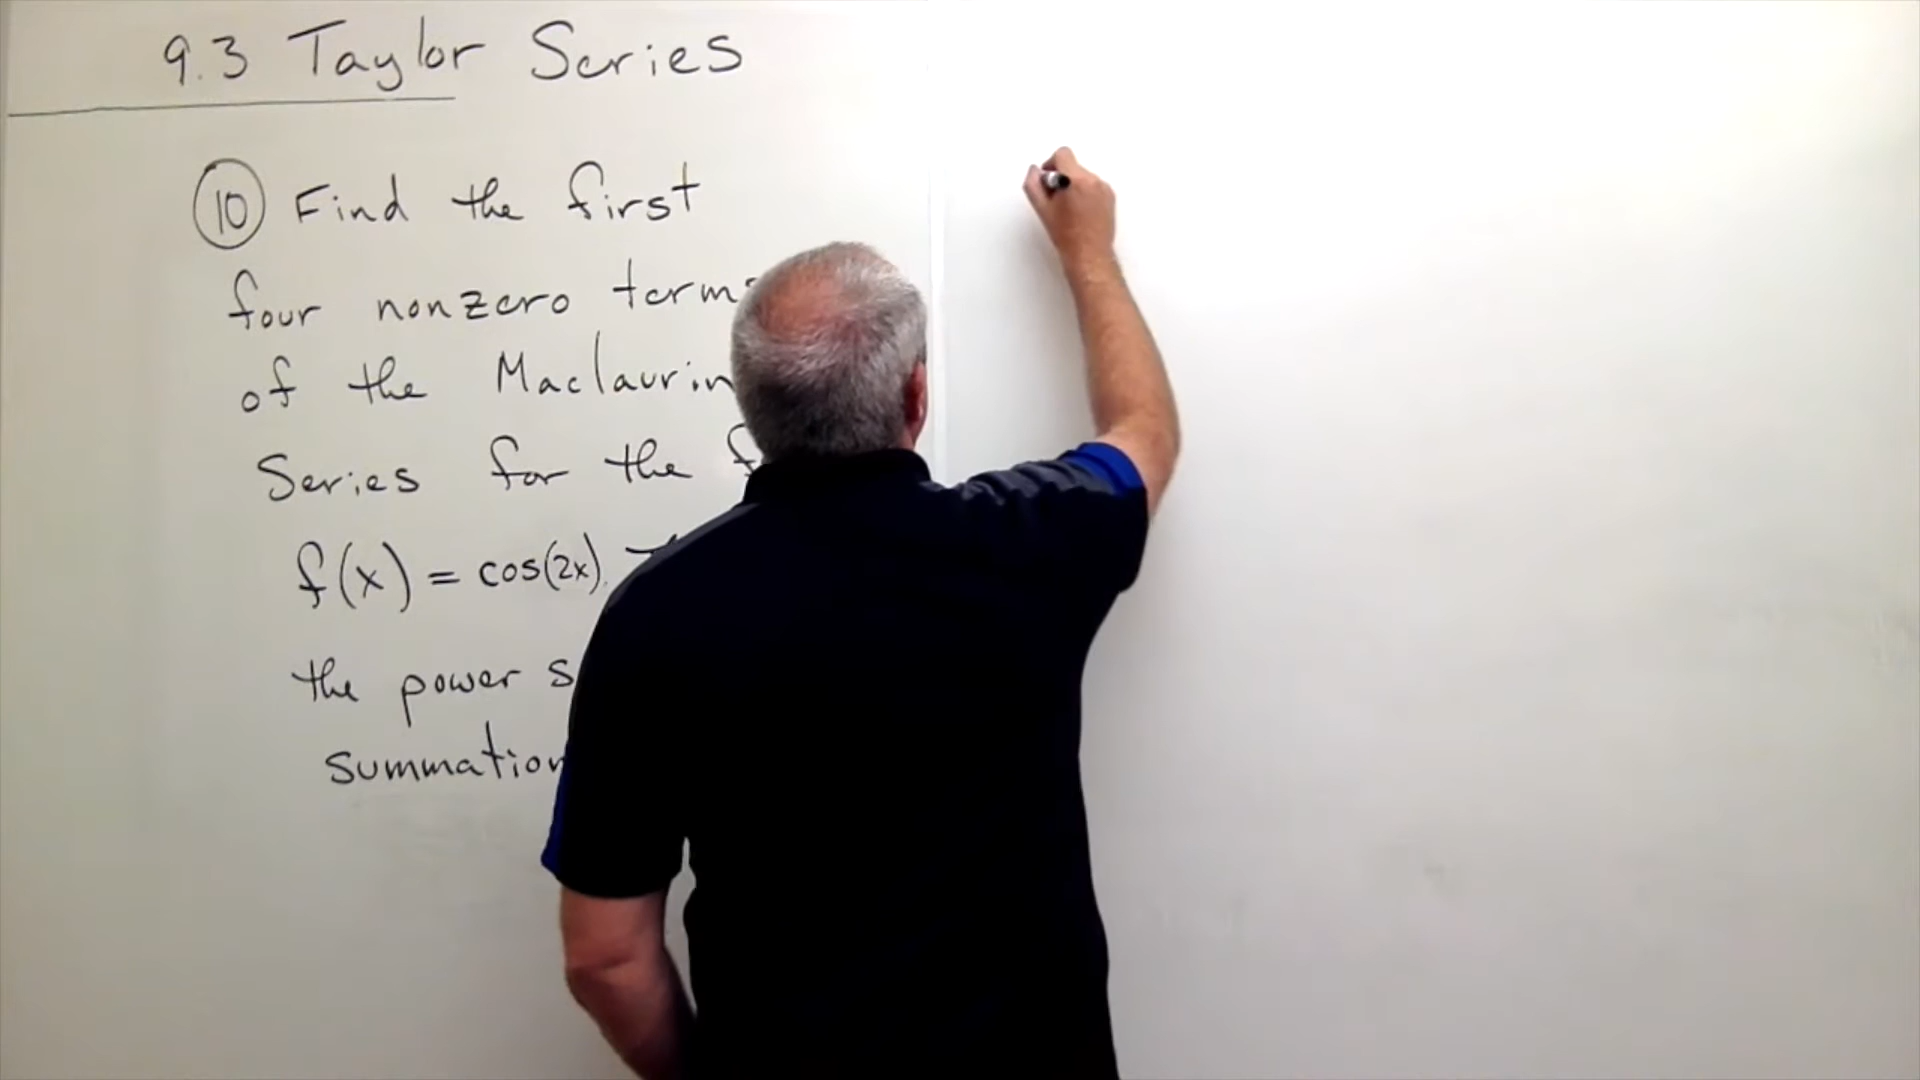 9.3 Taylor Series
10 Find the first
four nonzero terms
of the Maclaurin
Series for the
f(x) = cos(2x).
the power
summation